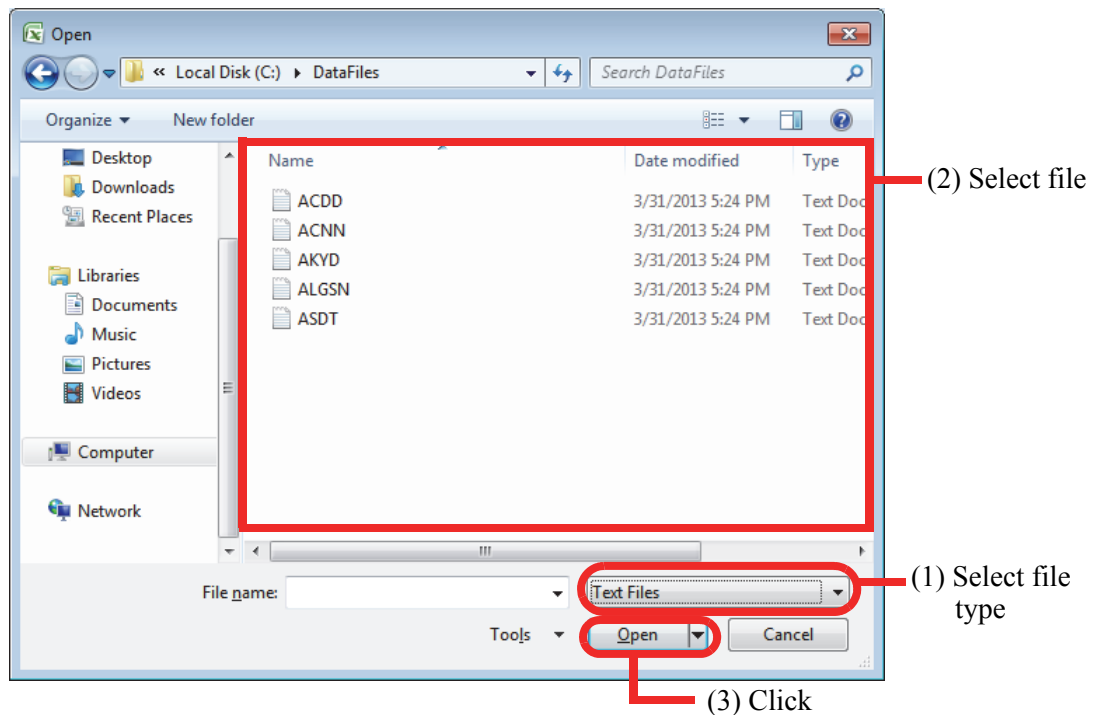 Open
« Local Disk (C:) ▸ DataFiles Search DataFiles
Organize New folder
Desktop
Downloads
Recent Places
Libraries
Documents
Music
Pictures
Videos
Computer
Network
Name Date modified Type
ACDD 3/31/2013 5:24 PM Text Doc
ACNN 3/31/2013 5:24 PM Text Doc
AKYD 3/31/2013 5:24 PM Text Doc
ALGSN 3/31/2013 5:24 PM Text Doc
ASDT 3/31/2013 5:24 PM Text Doc
(2) Select file
File name: Text Files
(1) Select file
type
Tools Open Cancel
(3) Click